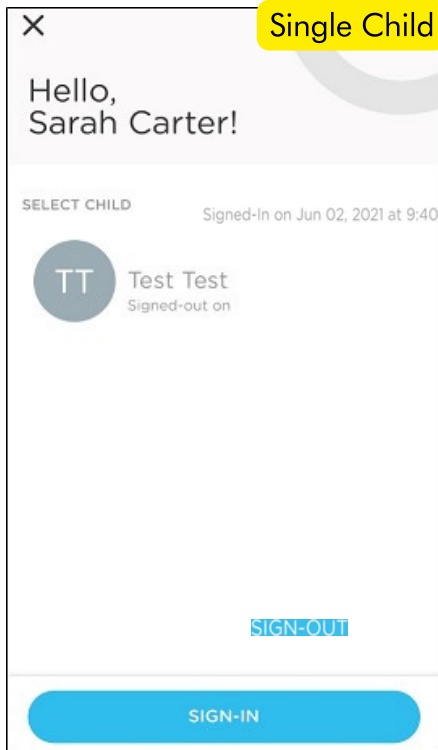 Single Child
Hello,
Sarah Carter!
SELECT CHILD
Signed-In on Jun 02, 2021 at 9:40
TT
Test Test
Signed-out on
SIGN-OUT
SIGN-IN